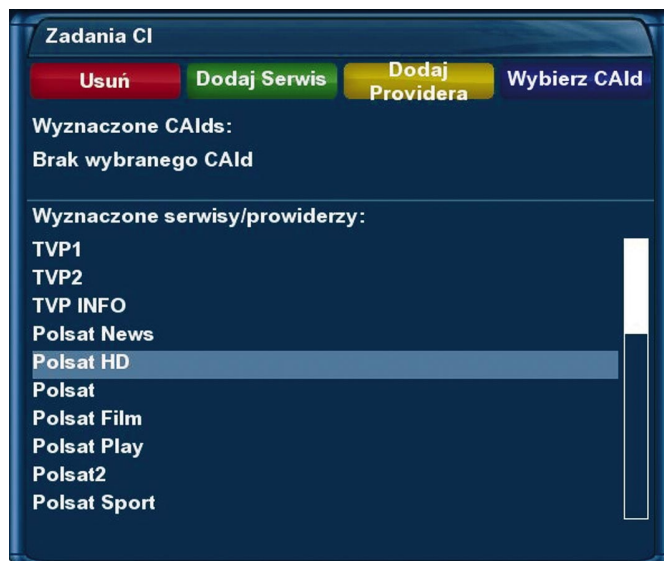 Zadania CI
Usuń
Dodaj Serwis
Dodaj
Providera
Wybierz CAId
Wyznaczone CAIds:
Brak wybranego CAId
Wyznaczone serwisy/prowiderzy:
TVP1
TVP2
TVP INFO
Polsat News
Polsat HD
Polsat
Polsat Film
Polsat Play
Polsat2
Polsat Sport